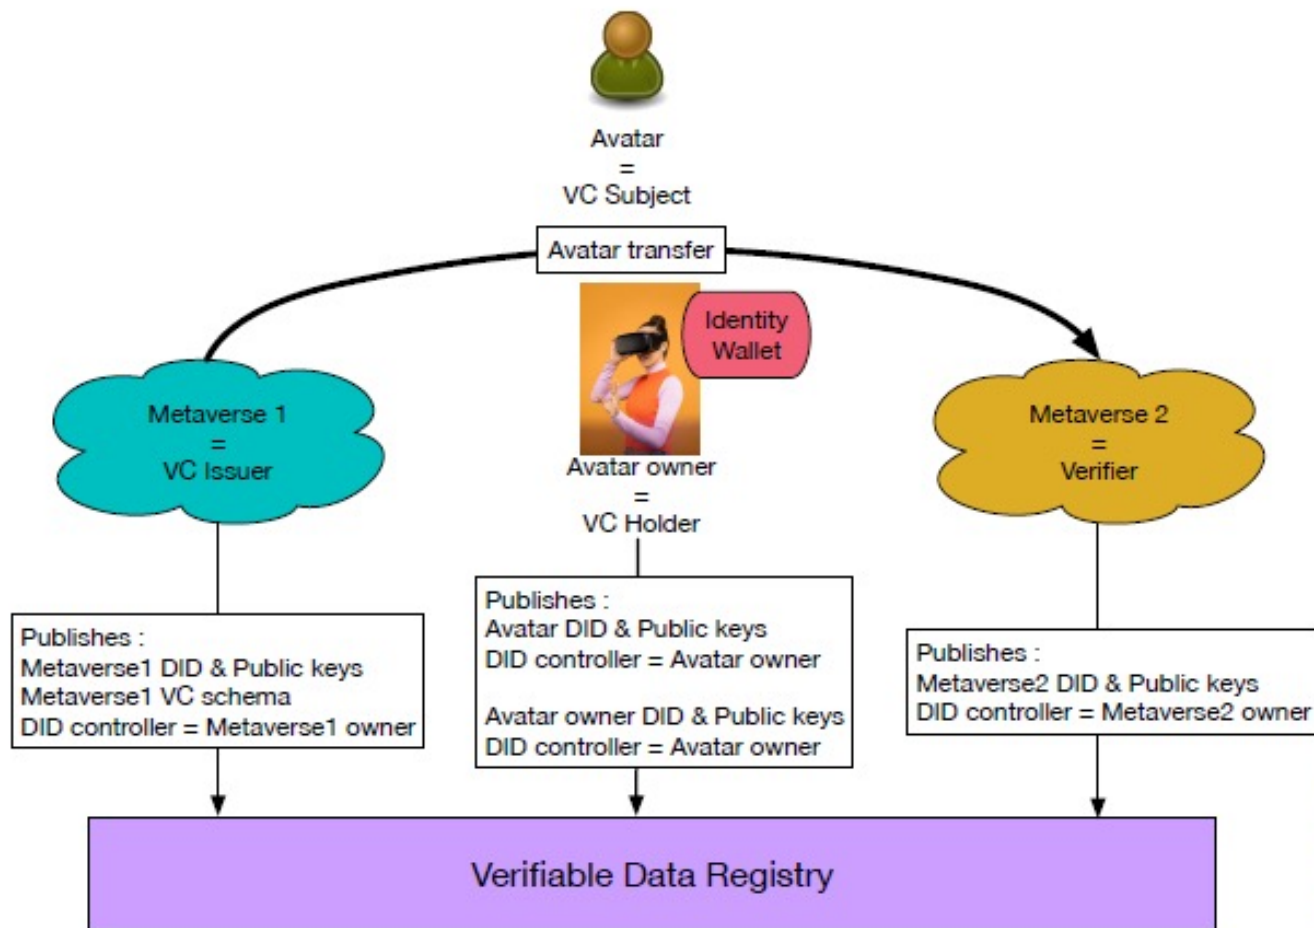 Avatar
=
VC Subject
Avatar transfer
Identity
Wallet
Metaverse 1
=
VC Issuer
Avatar owner
=
VC Holder
Metaverse 2
=
Verifier
Publishes :
Metaverse1 DID & Public keys
Metaverse1 VC schema
DID controller = Metaverse1 owner
Publishes :
Avatar DID & Public keys
DID controller = Avatar owner
Avatar owner DID & Public keys
DID controller = Avatar owner
Publishes :
Metaverse2 DID & Public keys
DID controller = Metaverse2 owner
Verifiable Data Registry